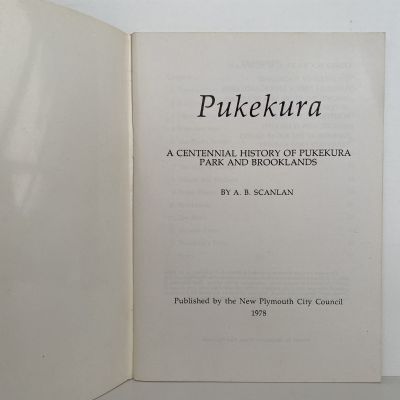 Pukekura
A CENTENNIAL HISTORY OF PUKEKURA
PARK AND BROOKLANDS
BY A. B. SCANLAN
Published by the New Plymouth City Council
1978